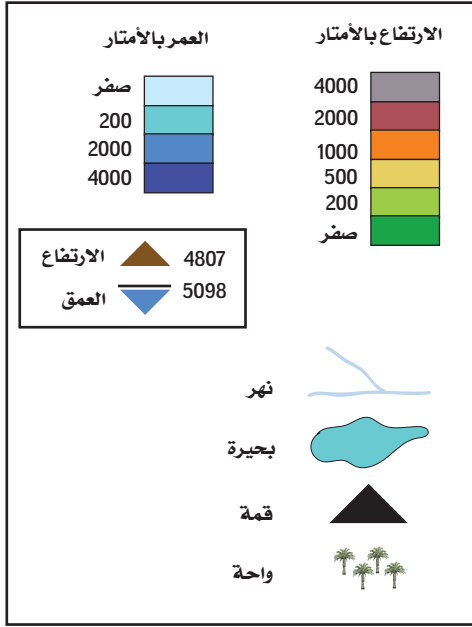 الارتفاع بالأمتار
4000
2000
1000
500
200
صفر
العمر بالأمتار
صفر
200
2000
4000
الارتفاع 4807
العمق 5098
نهر
بحيرة
قمة
واحة